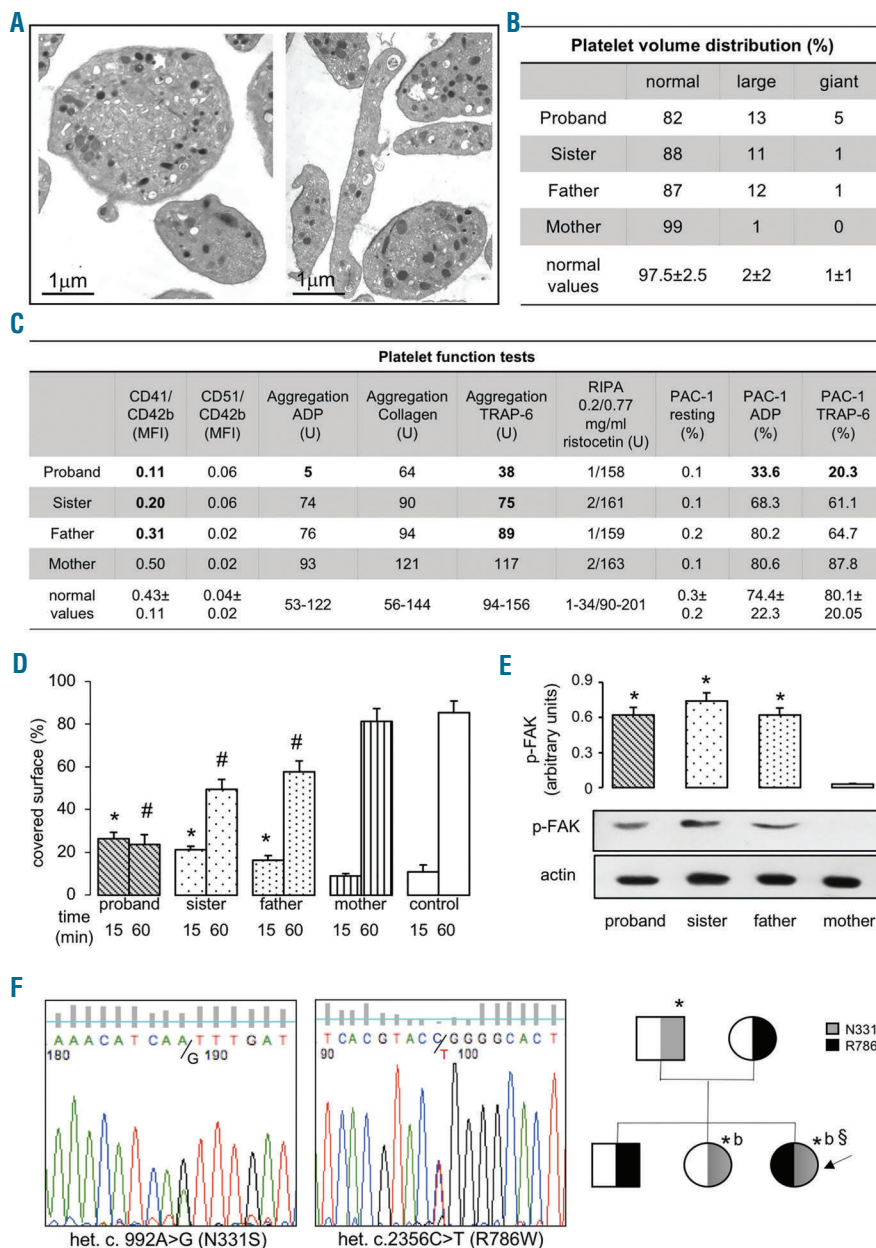 A
1µm
1µm
B
Platelet volume distribution (%)
normal large giant
Proband 82 13 5
Sister 88 11 1
Father 87 12 1
Mother 99 1 0
normal values 97.5±2.5 2±2 1±1
C
Platelet function tests
CD41/ CD42b (MFI) CD51/ CD42b (MFI) Aggregation ADP (U) Aggregation Collagen (U) Aggregation TRAP-6 (U) RIPA 0.2/0.77 mg/ml ristocetin (U) PAC-1 resting (%) PAC-1 ADP (%) PAC-1 TRAP-6 (%)
Proband 0.11 0.06 5 64 38 1/158 0.1 33.6 20.3
Sister 0.20 0.06 74 90 75 2/161 0.1 68.3 61.1
Father 0.31 0.02 76 94 89 1/159 0.2 80.2 64.7
Mother 0.50 0.02 93 121 117 2/163 0.1 80.6 87.8
normal values 0.43± 0.11 0.04± 0.02 53-122 56-144 94-156 1-34/90-201 0.3± 0.2 74.4± 22.3 80.1± 20.05
D
covered surface (%)
100
80
60
40
20
0
* # * # * #
proband sister father mother control
time (min) 15 60 15 60 15 60 15 60 15 60
E
p-FAK
(arbitrary units)
0.9
0.6
0.3
0
* * *
p-FAK
actin
proband sister father mother
F
AAACATCAA/GTTTGAT
180 190
het. c. 992A>G (N331S)
TCACGTACC/TGGGGCACT
90 100
het. c.2356C>T (R786W)
*
N331
R786
*b
*b §